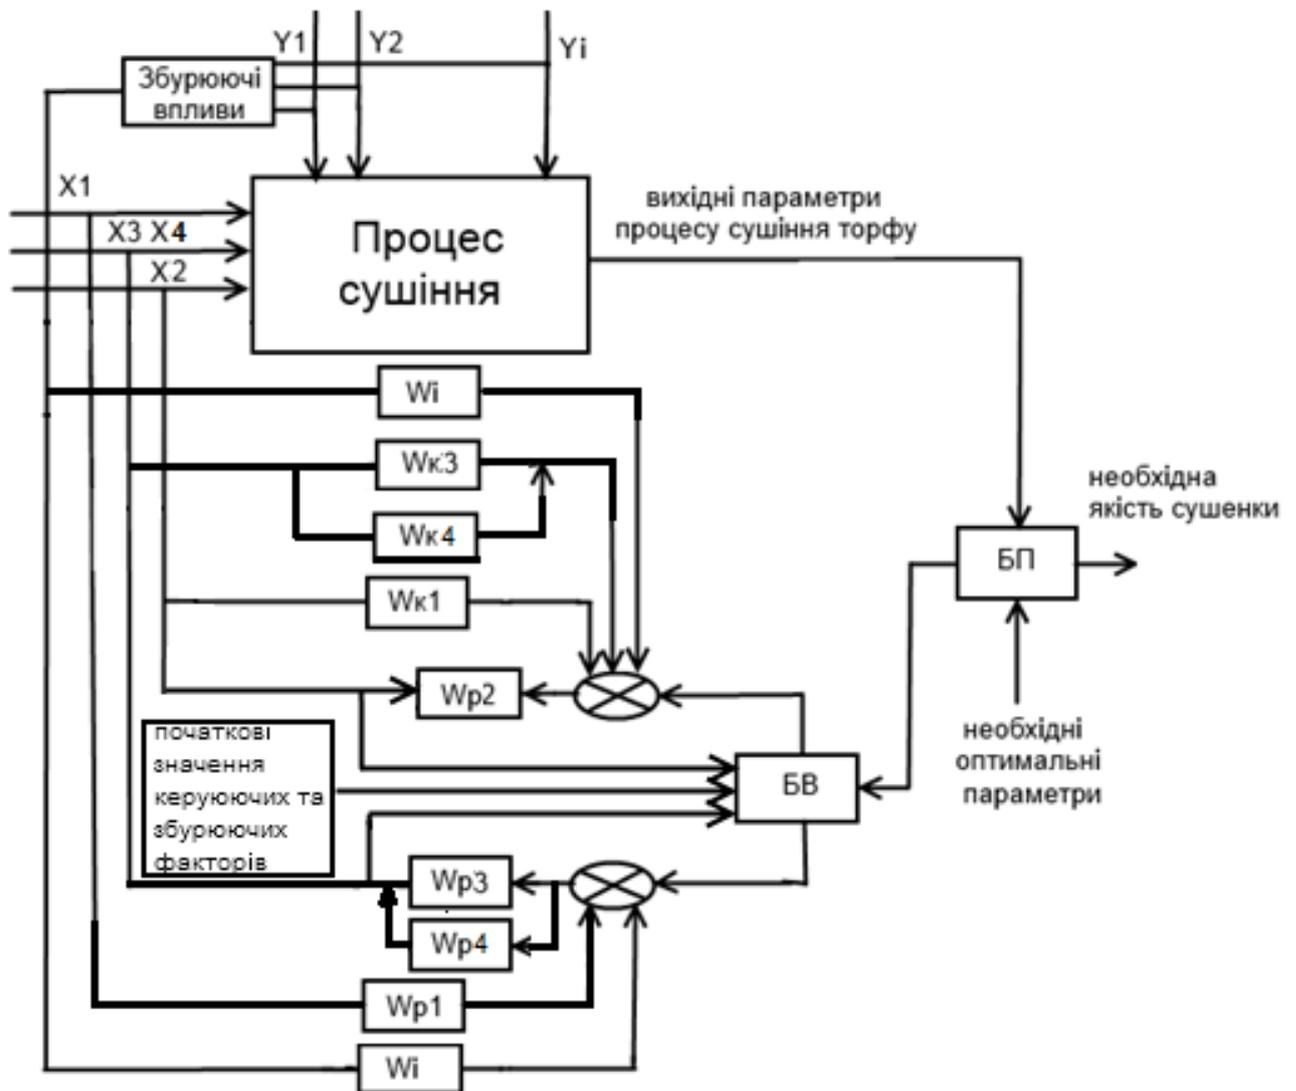 Y1
Y2
Yi
Збурюючі
впливи
X1
X3 X4
X2
Процес
сушіння
вихідні параметри
процесу сушіння торфу
Wi
Wк3
Wк4
Wк1
необхідна
якість сушенки
БП
Wp2
необхідні
оптимальні
параметри
початкові
значення
керуюючих та
збурюючих
факторів
БВ
Wp3
Wp4
Wp1
Wi